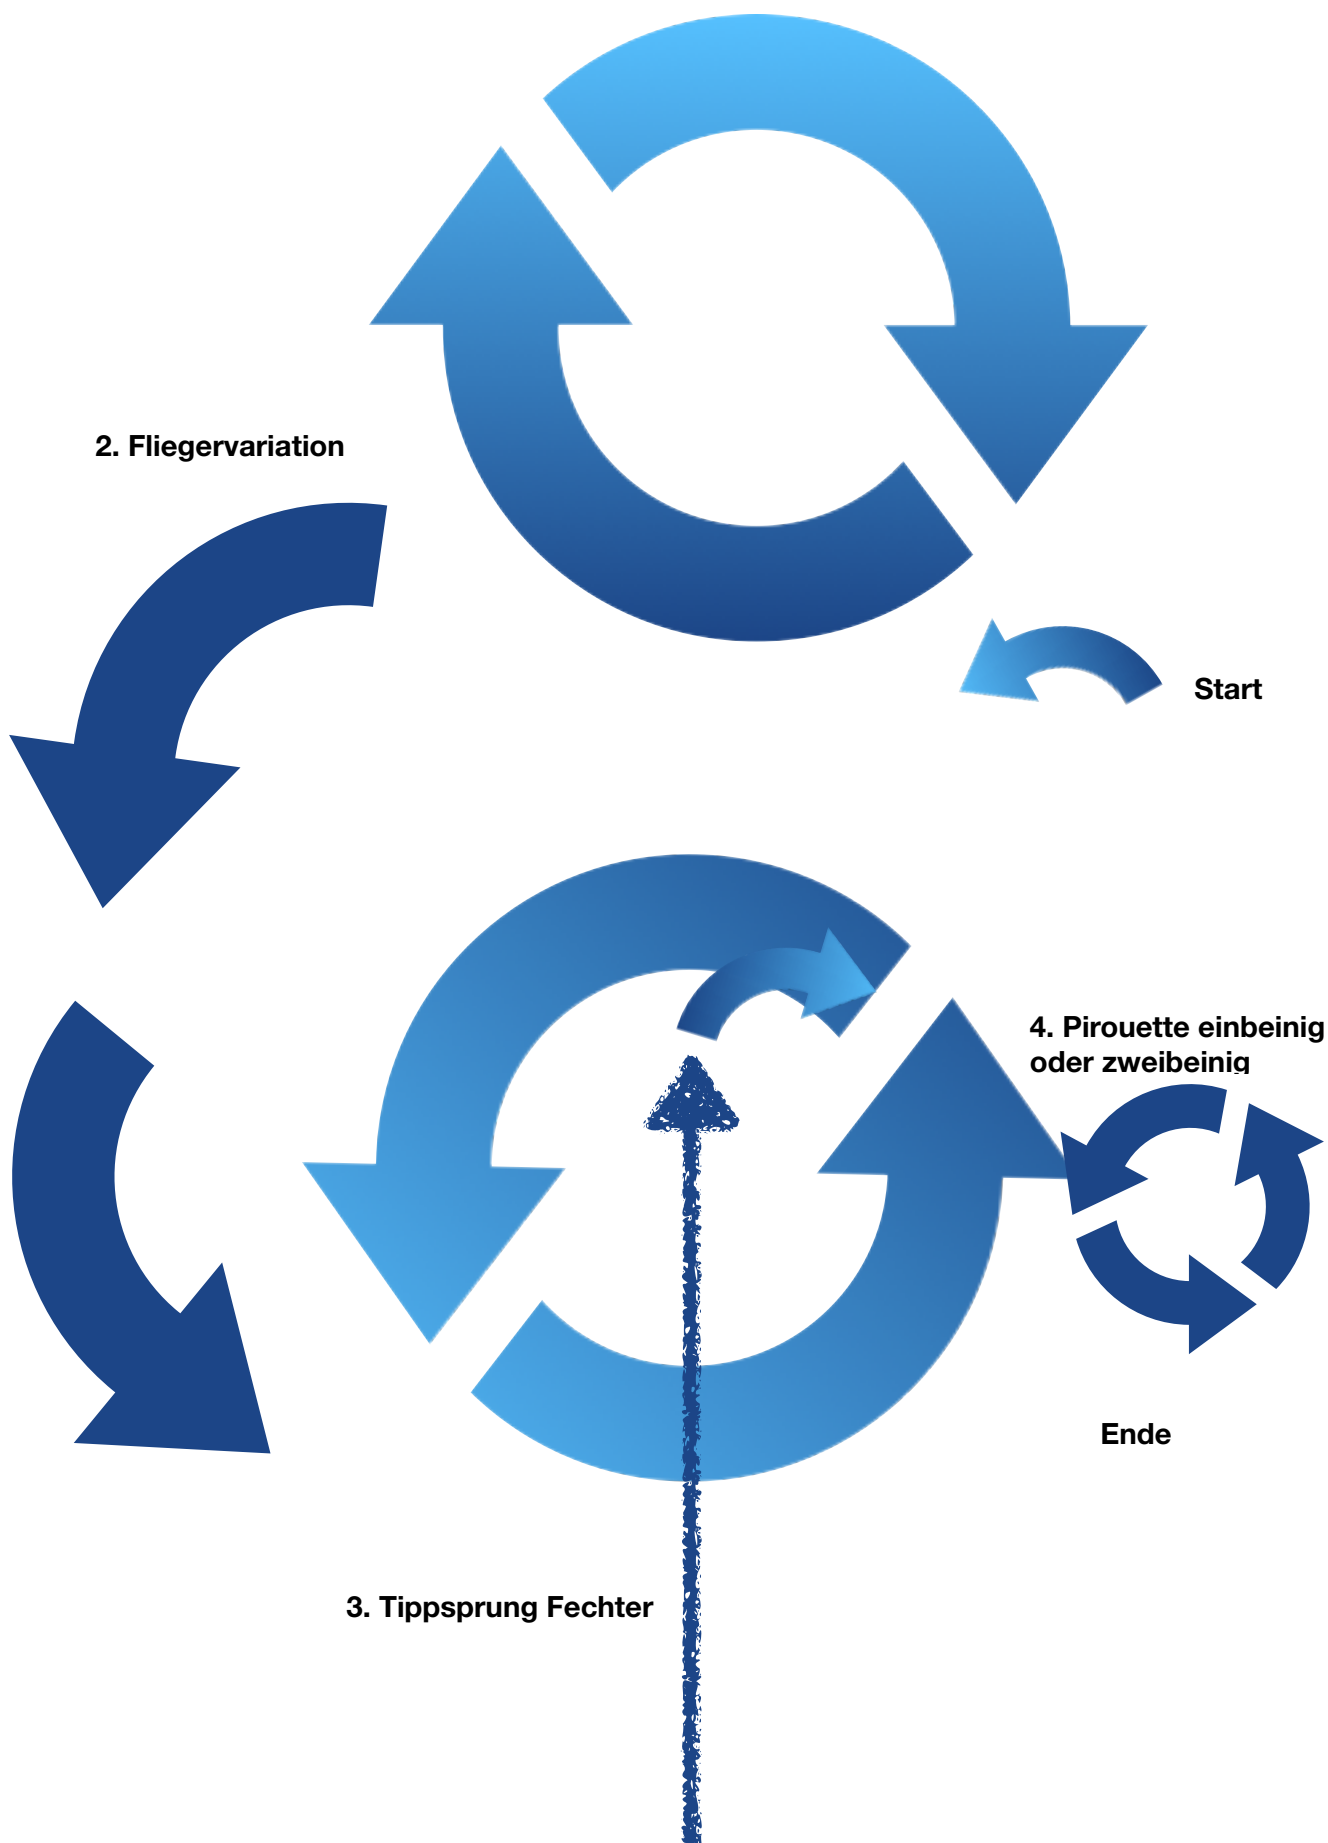 2. Fliegervariation
Start
4. Pirouette einbeinig
oder zweibeinig
Ende
3. Tippsprung Fechter